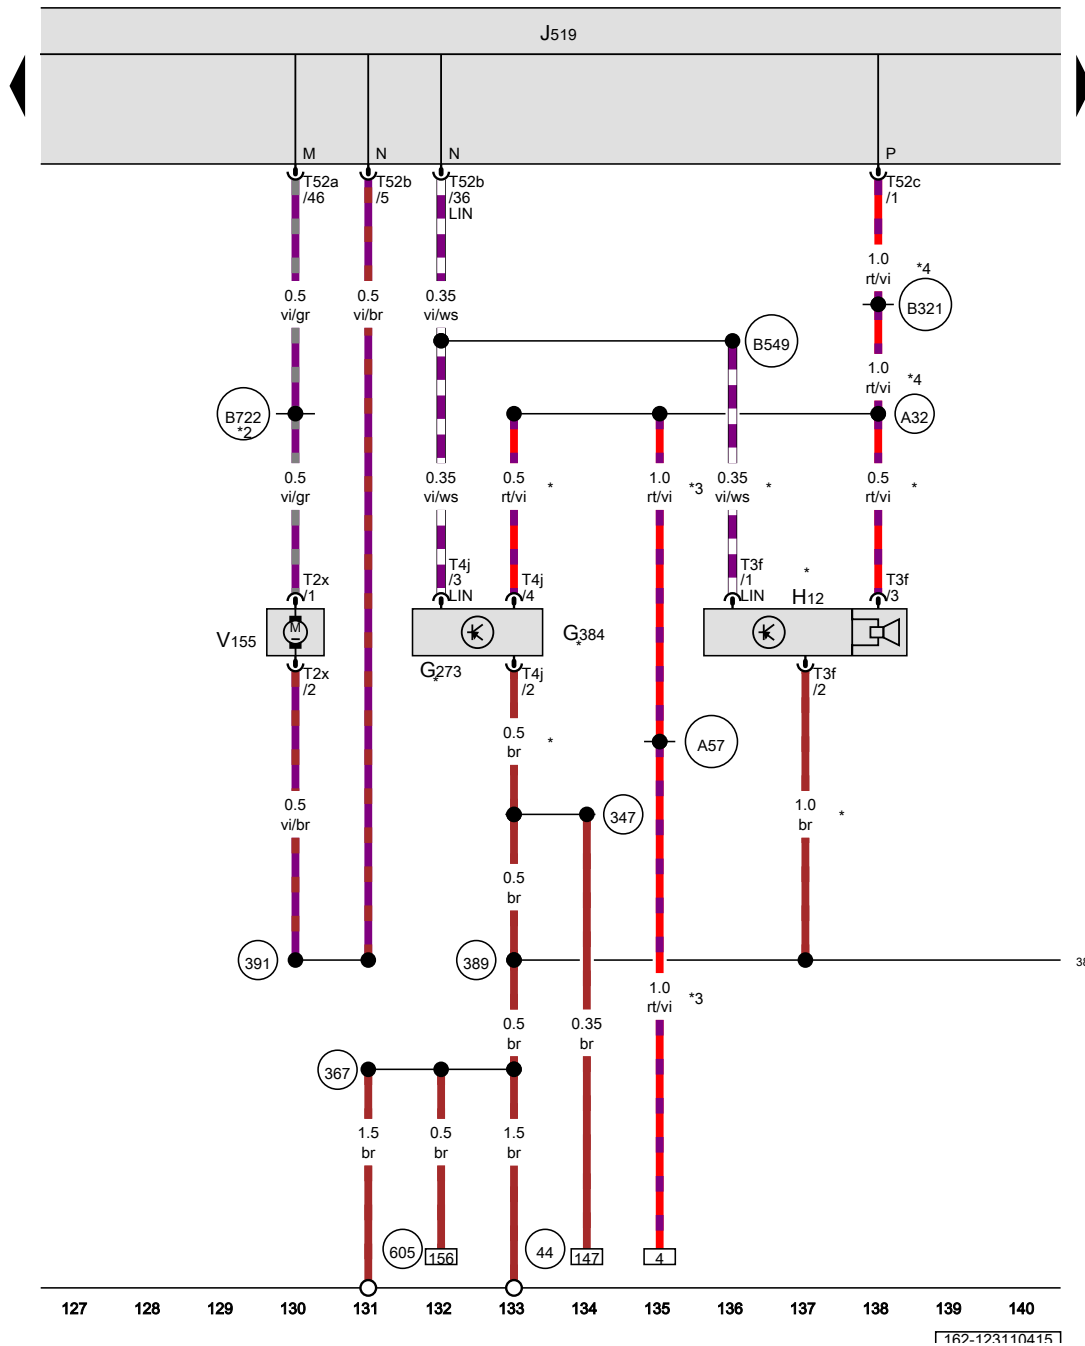 J519
M N N P
T52a T52b T52b T52c
/46 /5 /36 /1
LIN
1.0 *4
rt/vi
0.5 0.5 0.35 B321
vi/gr vi/br vi/ws
B549
1.0 *4
rt/vi
B722 A32
*2
0.5 0.35 0.5 * 1.0 *3 0.35 * 0.5 *
vi/gr vi/ws rt/vi rt/vi vi/ws rt/vi
T2x T4j T4j T3f * T3f
/1 /3 /4 /1 /3
LIN LIN H12
V155 M G384 *
G273 *
T2x T4j T3f
/2 /2 /2
0.5 *
br
A57
0.5 347 1.0 *
vi/br br
0.5
br
391 389 38
1.0 *3
rt/vi
0.5 0.35
br br
367
1.5 0.5 1.5
br br br
605 156 44 147 4
127 128 129 130 131 132 133 134 135 136 137 138 139 140
162-123110415